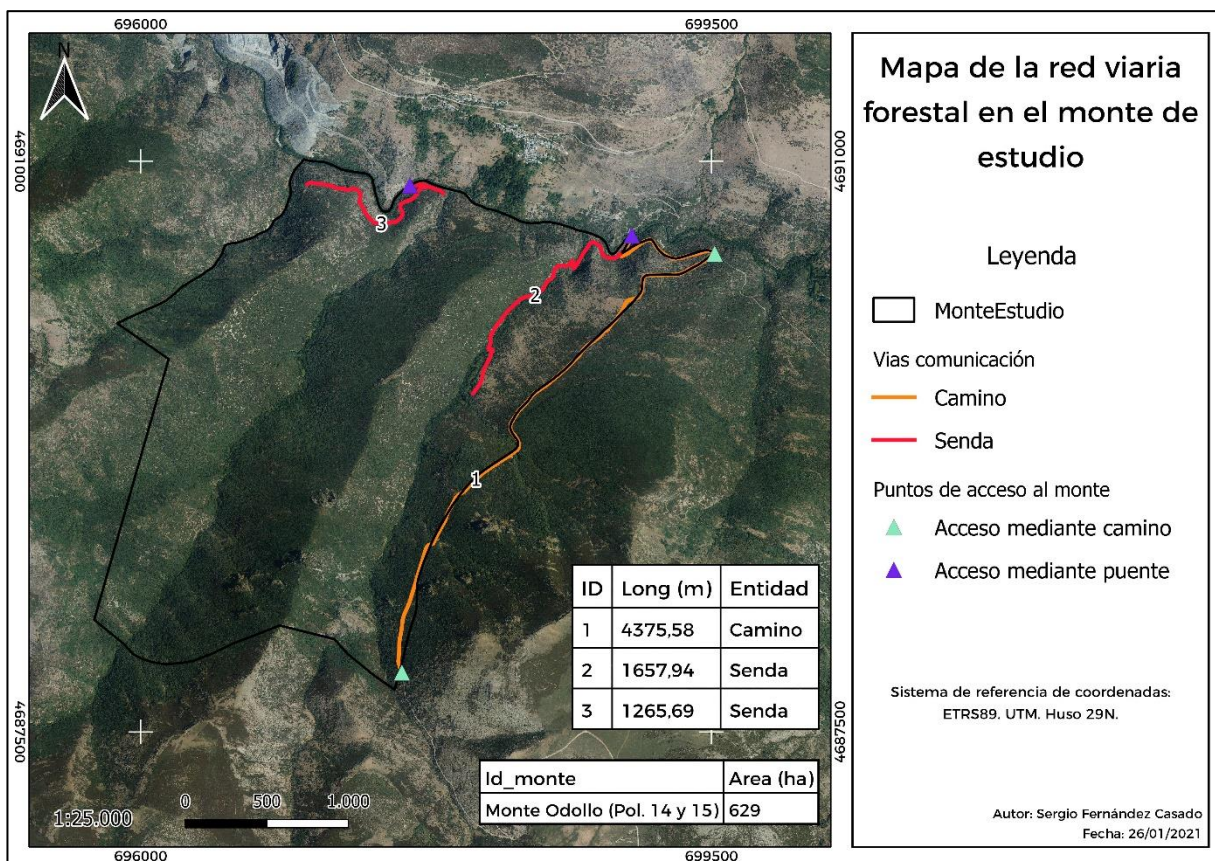 696000
699500
N
4691000
4691000
3
2
1
ID Long (m) Entidad
1 4375,58 Camino
2 1657,94 Senda
3 1265,69 Senda
4687500
4687500
Id_monte Area (ha)
Monte Odollo (Pol. 14 y 15) 629
0 500 1.000
1:25.000
696000
699500
Mapa de la red viaria
forestal en el monte de
estudio
Leyenda
MonteEstudio
Vias comunicación
Camino
Senda
Puntos de acceso al monte
Acceso mediante camino
Acceso mediante puente
Sistema de referencia de coordenadas:
ETRS89. UTM. Huso 29N.
Autor: Sergio Fernández Casado
Fecha: 26/01/2021